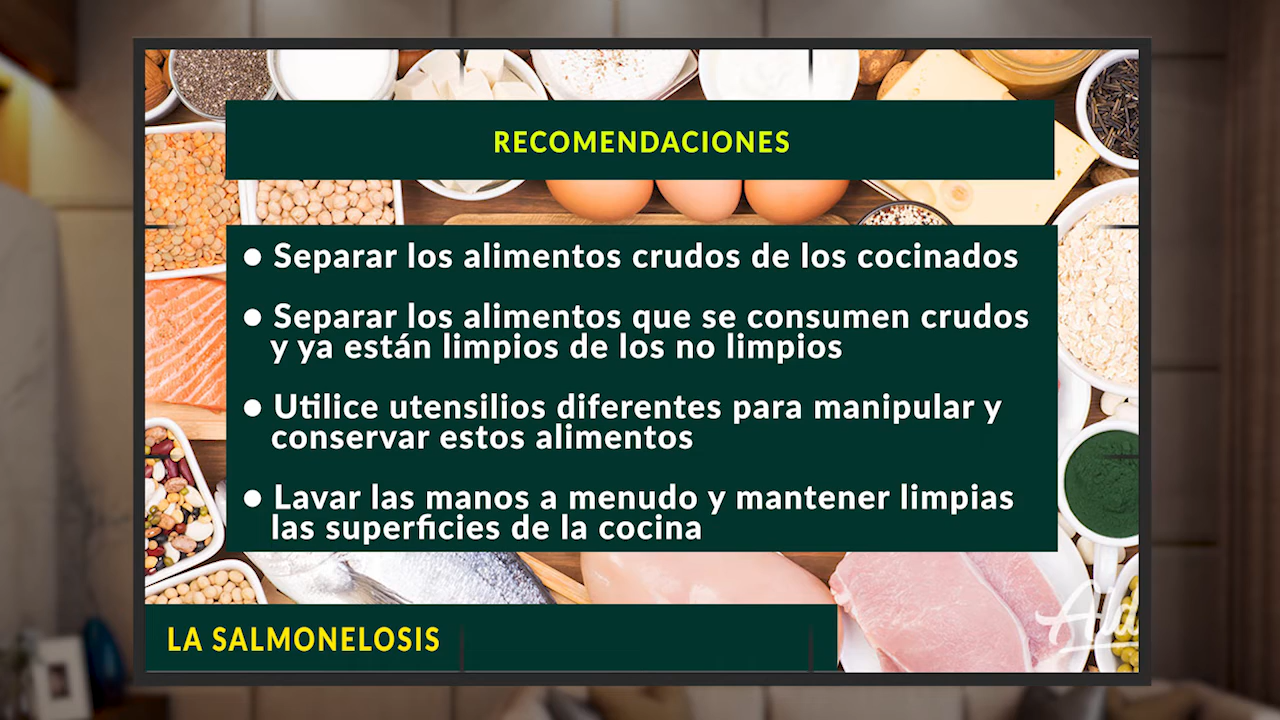 RECOMENDACIONES
● Separar los alimentos crudos de los cocinados
● Separar los alimentos que se consumen crudos
y ya están limpios de los no limpios
● Utilice utensilios diferentes para manipular y
conservar estos alimentos
● Lavar las manos a menudo y mantener limpias
las superficies de la cocina
LA SALMONELOSIS